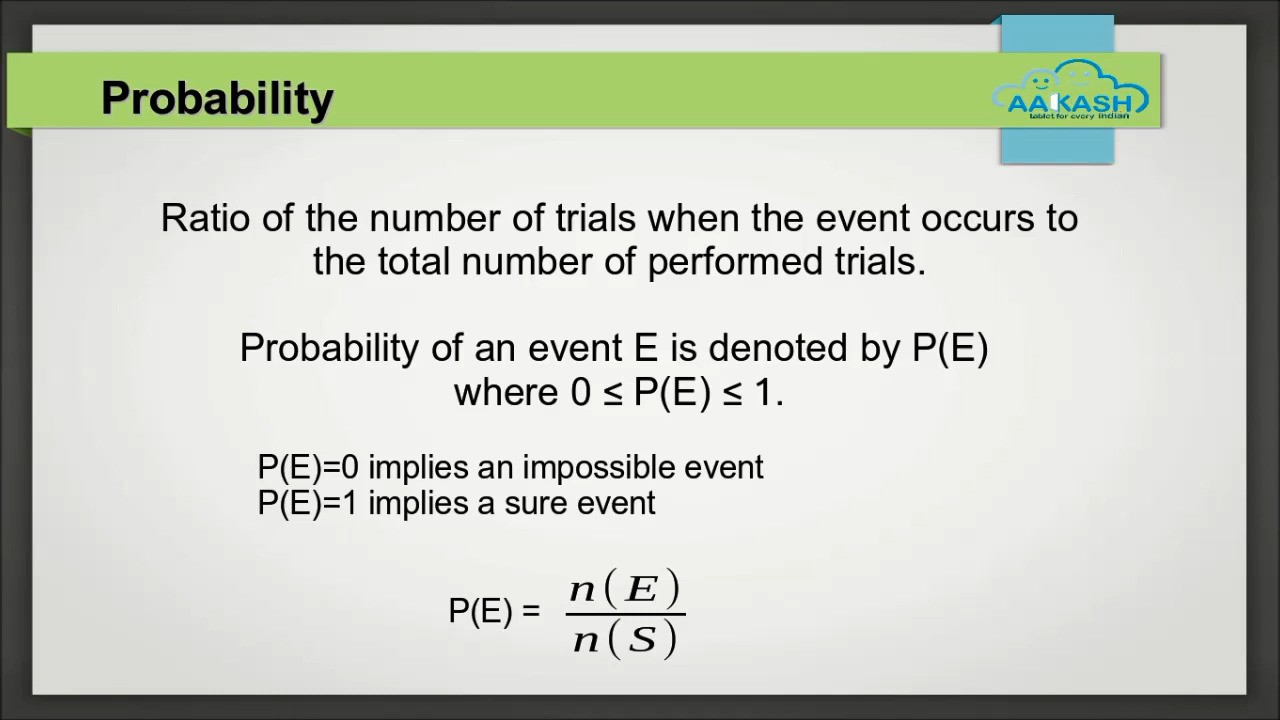 Probability
AAKASH
tablet for every indian
Ratio of the number of trials when the event occurs to
the total number of performed trials.
Probability of an event E is denoted by P(E)
where 0 ≤ P(E) ≤ 1.
P(E)=0 implies an impossible event
P(E)=1 implies a sure event
P(E) = n(E) / n(S)